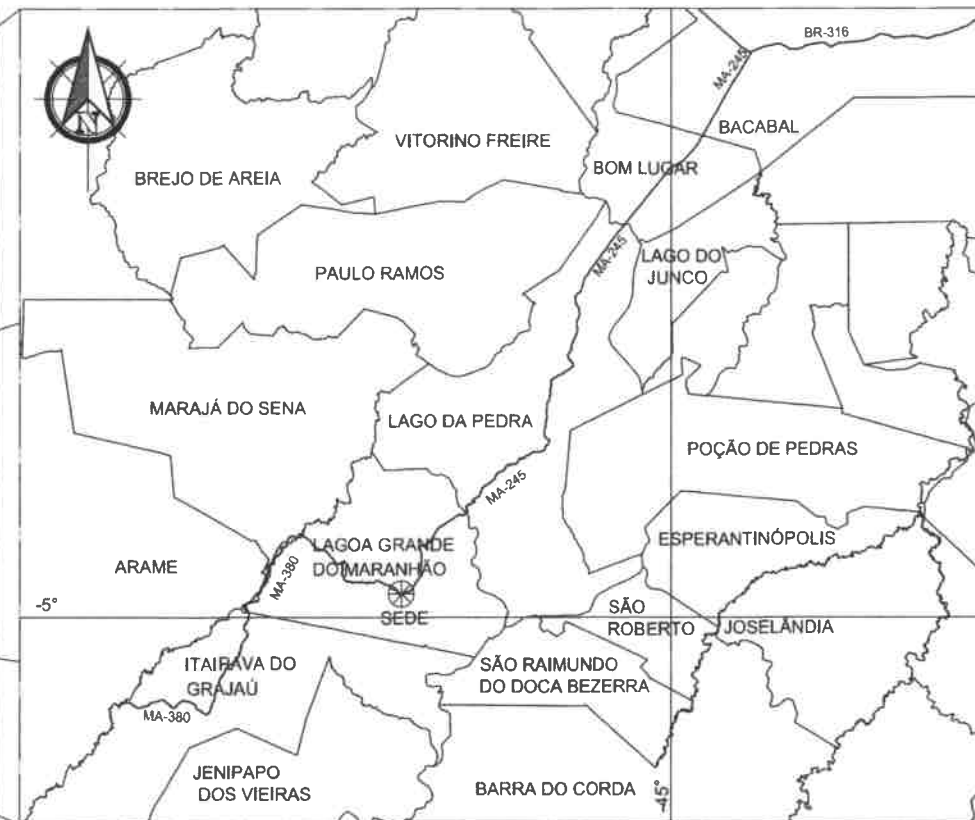 BR-316
MA-245
N
VITORINO FREIRE
BACABAL
BREJO DE AREIA
BOM LUGAR
MA-245
LAGO DO
JUNCO
PAULO RAMOS
MARAJÁ DO SENA
LAGO DA PEDRA
POÇÃO DE PEDRAS
MA-245
ESPERANTINÓPOLIS
LAGOA GRANDE
DO MARANHÃO
ARAME
MA-380
-5°
SEDE
SÃO
ROBERTO
JOSELÂNDIA
ITAIPAVA DO
GRAJAÚ
SÃO RAIMUNDO
DO DOCA BEZERRA
MA-380
JENIPAPO
DOS VIEIRAS
BARRA DO CORDA
-45°